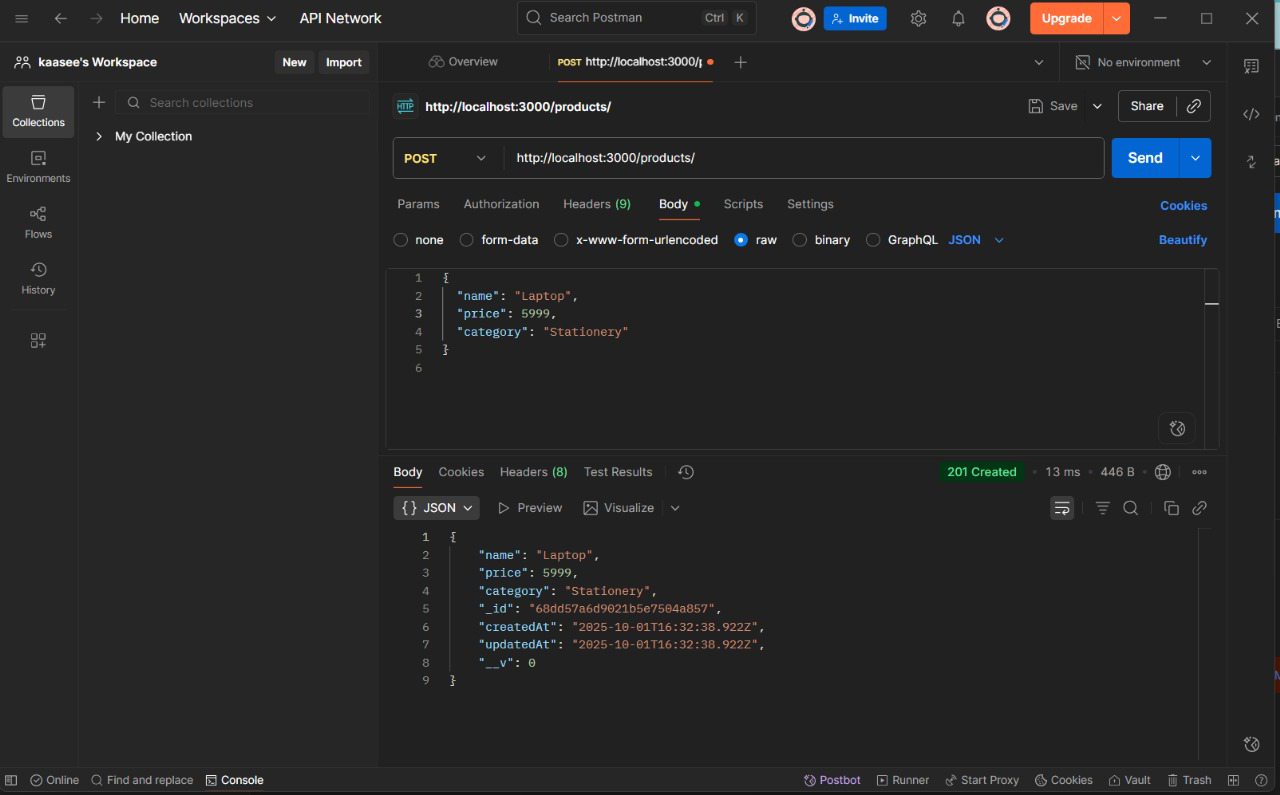 Home Workspaces API Network Search Postman Ctrl K Invite Upgrade
kaasee's Workspace New Import Overview POST http://localhost:3000/p No environment
Collections
Search collections
My Collection
Environments
Flows
History
HTTP http://localhost:3000/products/ Save Share
POST http://localhost:3000/products/ Send
Params Authorization Headers (9) Body Scripts Settings Cookies
none form-data x-www-form-urlencoded raw binary GraphQL JSON Beautify
1 {
2 "name": "Laptop",
3 "price": 5999,
4 "category": "Stationery"
5 }
6
Body Cookies Headers (8) Test Results 201 Created 13 ms 446 B
{} JSON Preview Visualize
1 {
2 "name": "Laptop",
3 "price": 5999,
4 "category": "Stationery",
5 "_id": "68dd57a6d9021b5e7504a857",
6 "createdAt": "2025-10-01T16:32:38.922Z",
7 "updatedAt": "2025-10-01T16:32:38.922Z",
8 "__v": 0
9 }
Online Find and replace Console Postbot Runner Start Proxy Cookies Vault Trash